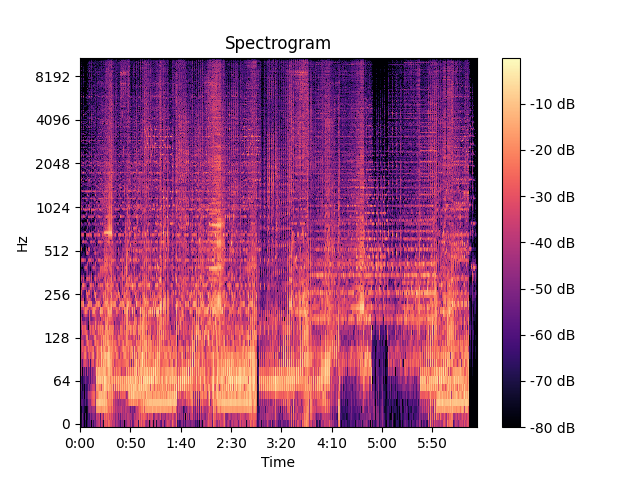 Spectrogram
8192
4096
2048
1024
512
256
128
64
0
Hz
0:00 0:50 1:40 2:30 3:20 4:10 5:00 5:50
Time
-10 dB
-20 dB
-30 dB
-40 dB
-50 dB
-60 dB
-70 dB
-80 dB